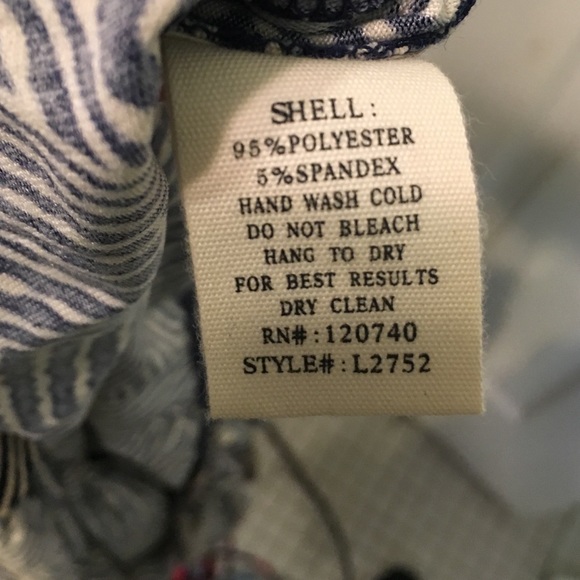 SHELL:
95%POLYESTER
5%SPANDEX
HAND WASH COLD
DO NOT BLEACH
HANG TO DRY
FOR BEST RESULTS
DRY CLEAN
RN#:120740
STYLE#:L2752